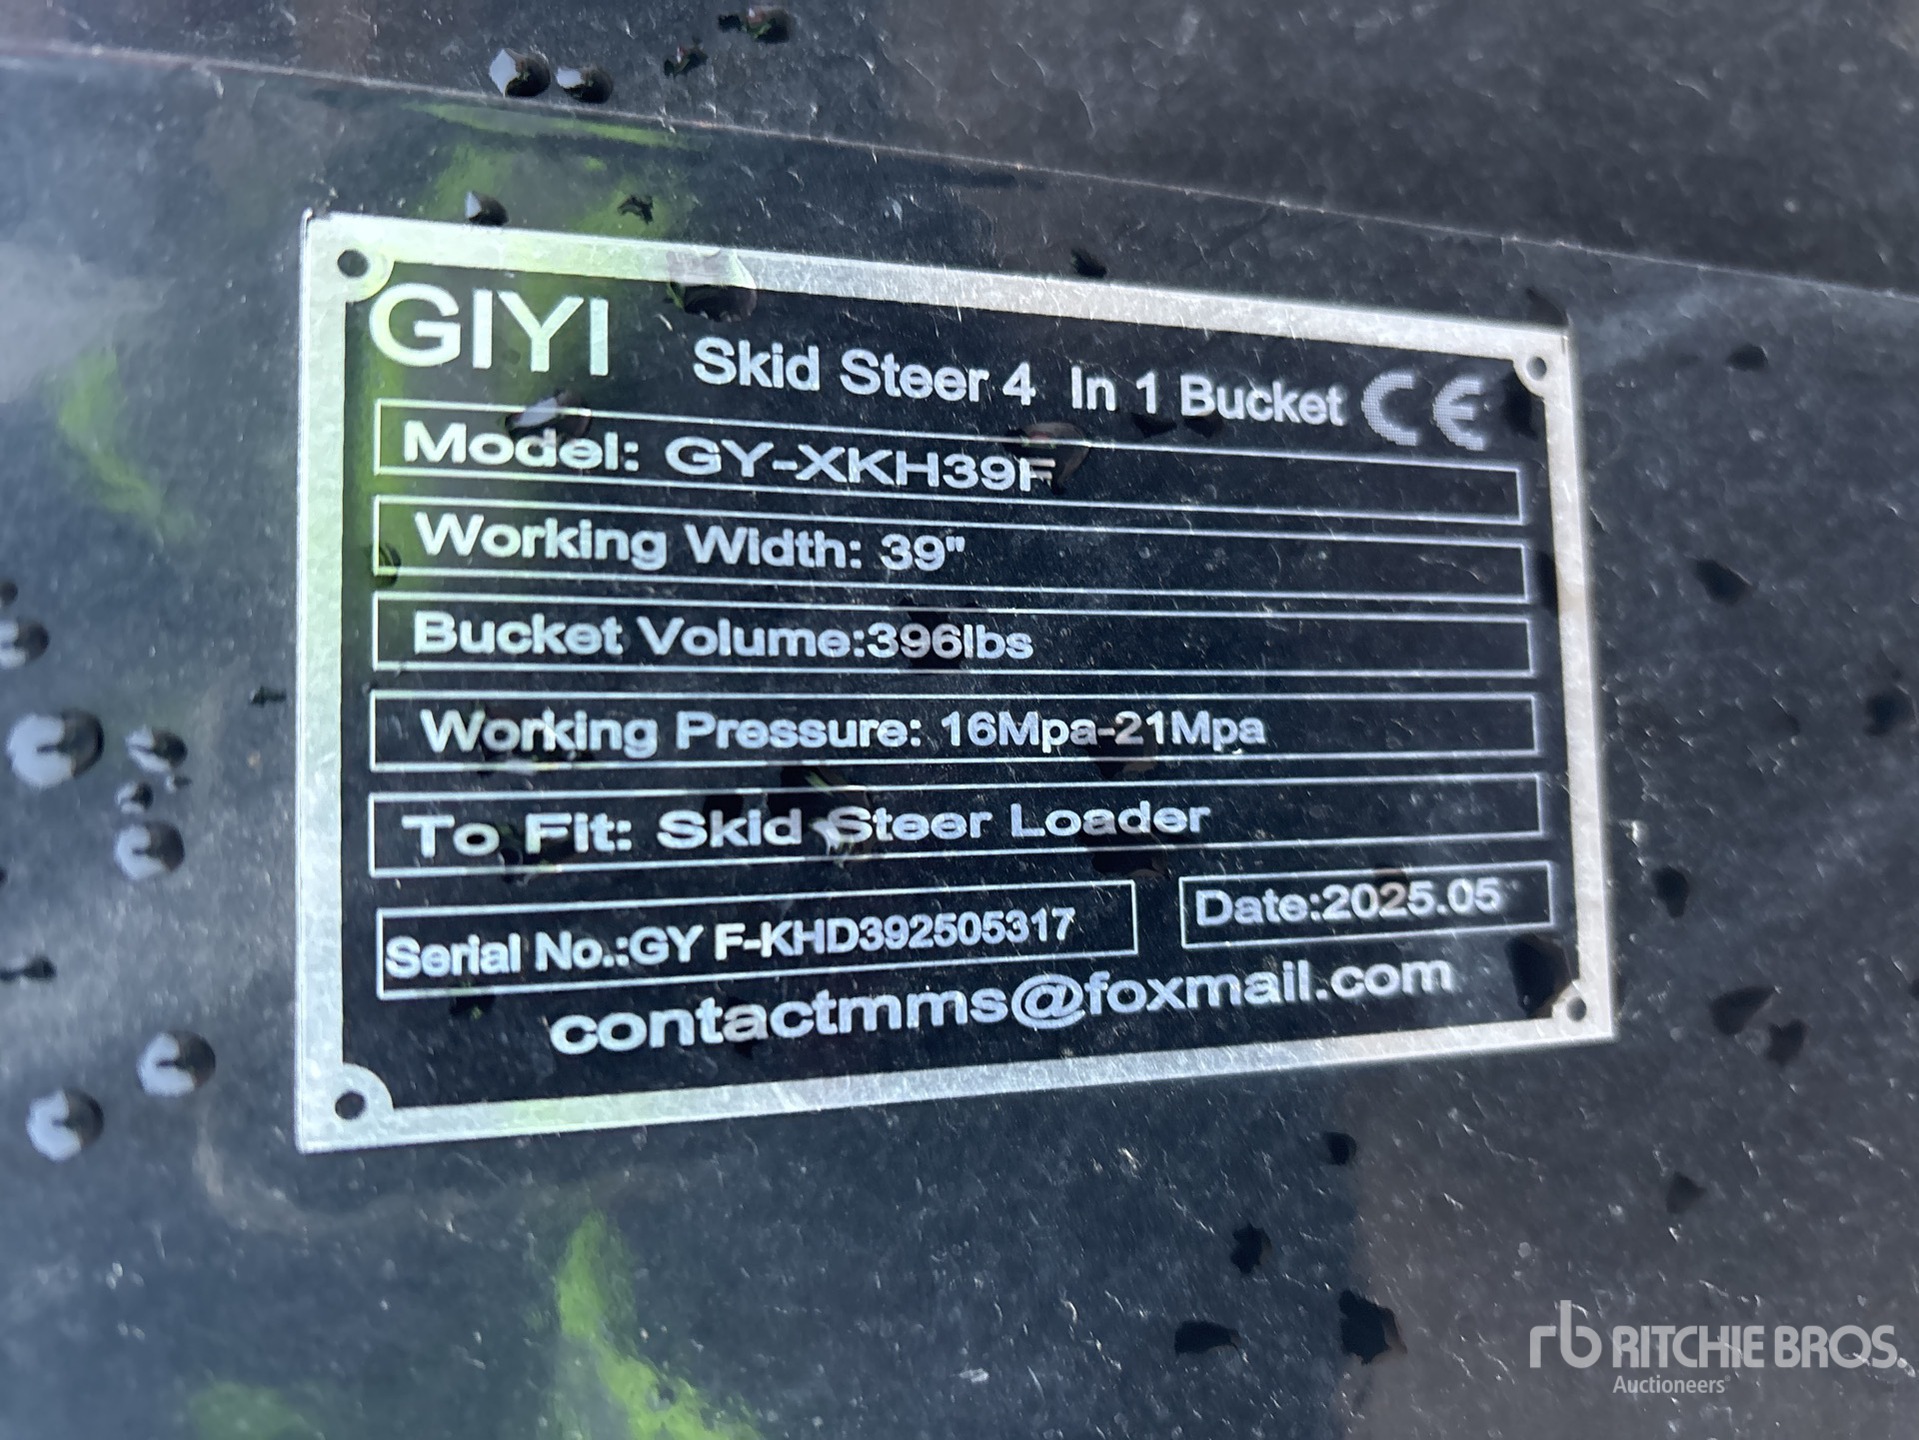 GIYI Skid Steer 4 In 1 Bucket CE
Model: GY-XKH39F
Working Width: 39"
Bucket Volume:396lbs
Working Pressure: 16Mpa-21Mpa
To Fit: Skid Steer Loader
Serial No.:GY F-KHD392505317 Date:2025.05
contactmms@foxmail.com
rb RITCHIE BROS.
Auctioneers